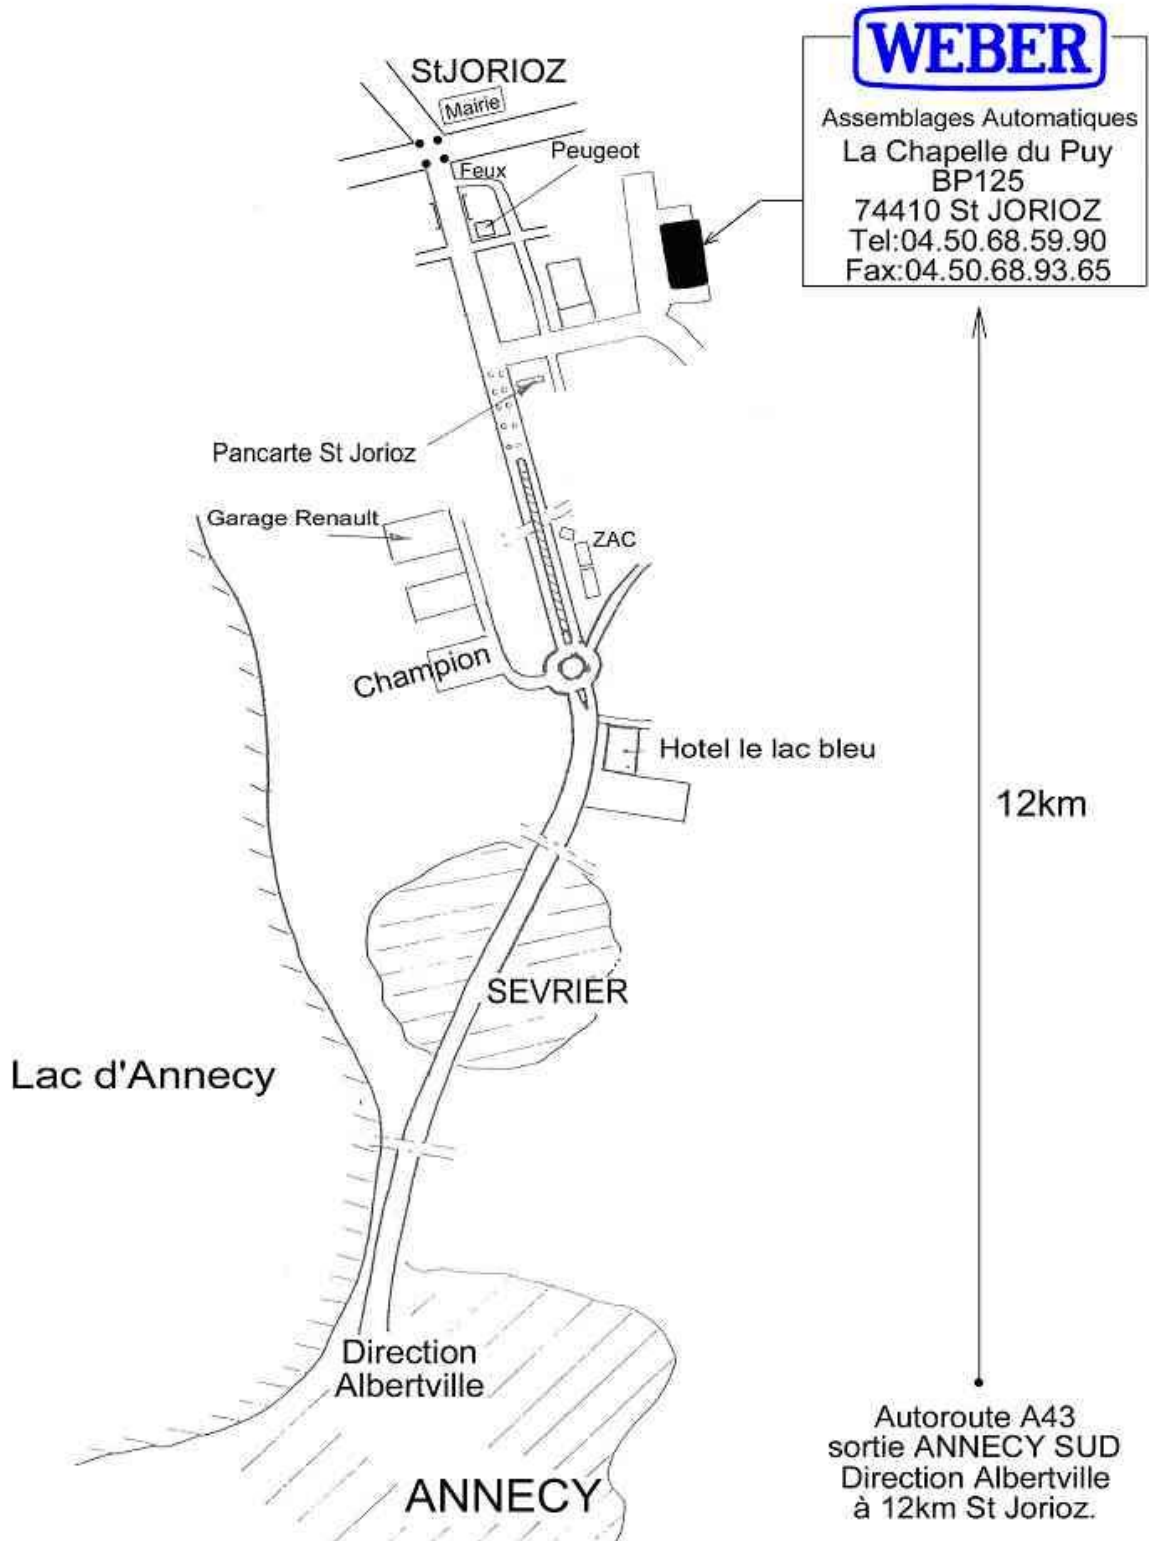 WEBER
Assemblages Automatiques
La Chapelle du Puy
BP125
74410 St JORIOZ
Tel:04.50.68.59.90
Fax:04.50.68.93.65
StJORIOZ
Mairie
Peugeot
Feux
Pancarte St Jorioz
Garage Renault
ZAC
Champion
Hotel le lac bleu
12km
SEVRIER
Lac d'Annecy
Direction
Albertville
ANNECY
Autoroute A43
sortie ANNECY SUD
Direction Albertville
à 12km St Jorioz.